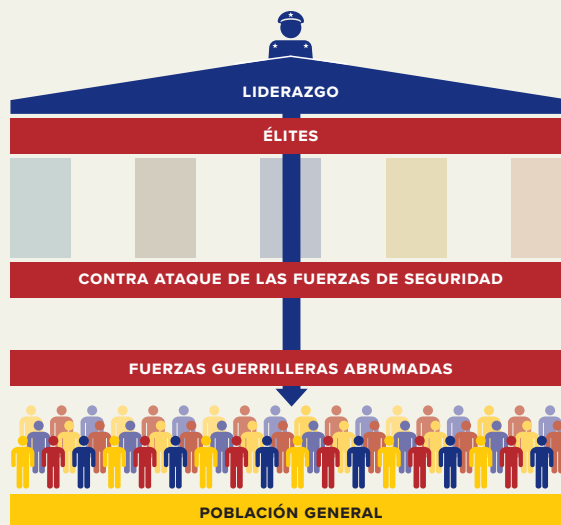 LIDERAZGO
ÉLITES
CONTRA ATAQUE DE LAS FUERZAS DE SEGURIDAD
FUERZAS GUERRILLERAS ABRUMADAS
POBLACIÓN GENERAL